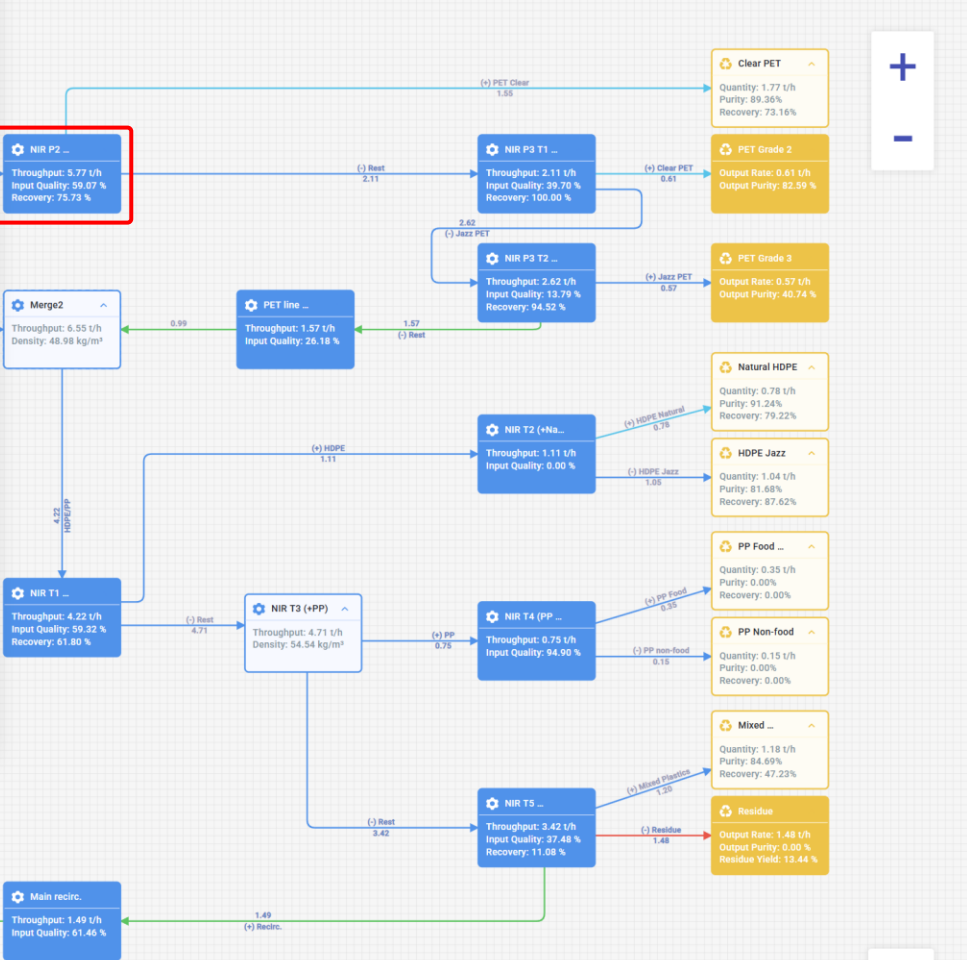 Clear PET
Quantity: 1.77 t/h
Purity: 89.36%
Recovery: 73.16%
(+) PET Clear
1.55
NIR P2 ...
Throughput: 5.77 t/h
Input Quality: 59.07 %
Recovery: 75.73 %
(-) Rest
2.11
NIR P3 T1 ...
Throughput: 2.11 t/h
Input Quality: 39.70 %
Recovery: 100.00 %
(+) Clear PET
0.61
PET Grade 2
Output Rate: 0.61 t/h
Output Purity: 82.59 %
2.62
(-) Jazz PET
NIR P3 T2 ...
Throughput: 2.62 t/h
Input Quality: 13.79 %
Recovery: 94.52 %
(+) Jazz PET
0.57
PET Grade 3
Output Rate: 0.57 t/h
Output Purity: 40.74 %
Merge2
Throughput: 6.55 t/h
Density: 48.98 kg/m³
0.99
PET line ...
Throughput: 1.57 t/h
Input Quality: 26.18 %
1.57
(-) Rest
Natural HDPE
Quantity: 0.78 t/h
Purity: 91.24%
Recovery: 79.22%
(+) HDPE
1.11
NIR T2 (+Na...
Throughput: 1.11 t/h
Input Quality: 0.00 %
(+) HDPE Natural
0.78
(-) HDPE Jazz
1.05
HDPE Jazz
Quantity: 1.04 t/h
Purity: 81.68%
Recovery: 87.62%
4.22
HDPE/PP
NIR T1 ...
Throughput: 4.22 t/h
Input Quality: 59.32 %
Recovery: 61.80 %
(-) Rest
4.71
NIR T3 (+PP)
Throughput: 4.71 t/h
Density: 54.54 kg/m³
(+) PP
0.75
NIR T4 (PP ...
Throughput: 0.75 t/h
Input Quality: 94.90 %
(+) PP Food
0.35
(-) PP non-food
0.15
PP Food ...
Quantity: 0.35 t/h
Purity: 0.00%
Recovery: 0.00%
PP Non-food
Quantity: 0.15 t/h
Purity: 0.00%
Recovery: 0.00%
Mixed ...
Quantity: 1.18 t/h
Purity: 84.69%
Recovery: 47.23%
(-) Rest
3.42
NIR T5 ...
Throughput: 3.42 t/h
Input Quality: 37.48 %
Recovery: 11.08 %
(+) Mixed Plastics
1.20
(-) Residue
1.48
Residue
Output Rate: 1.48 t/h
Output Purity: 0.00 %
Residue Yield: 13.44 %
Main recirc.
Throughput: 1.49 t/h
Input Quality: 61.46 %
1.49
(+) Recirc.